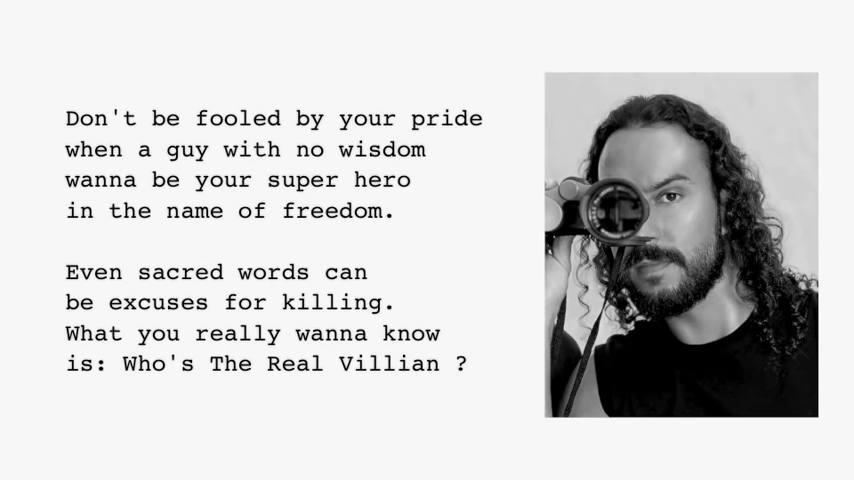 Don't be fooled by your pride
when a guy with no wisdom
wanna be your super hero
in the name of freedom.
Even sacred words can
be excuses for killing.
What you really wanna know
is: Who's The Real Villian ?